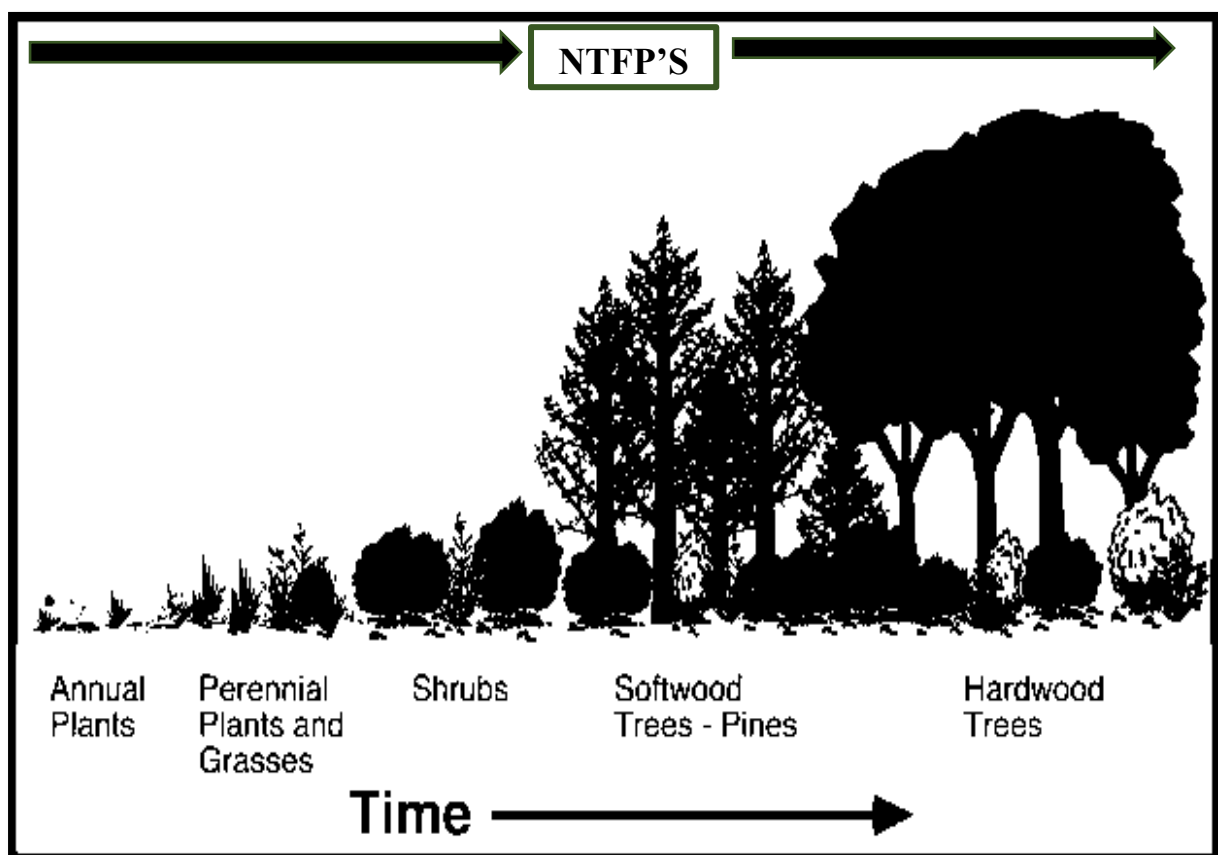 NTFP’S
Annual
Plants
Perennial
Plants and
Grasses
Shrubs
Softwood
Trees - Pines
Hardwood
Trees
Time